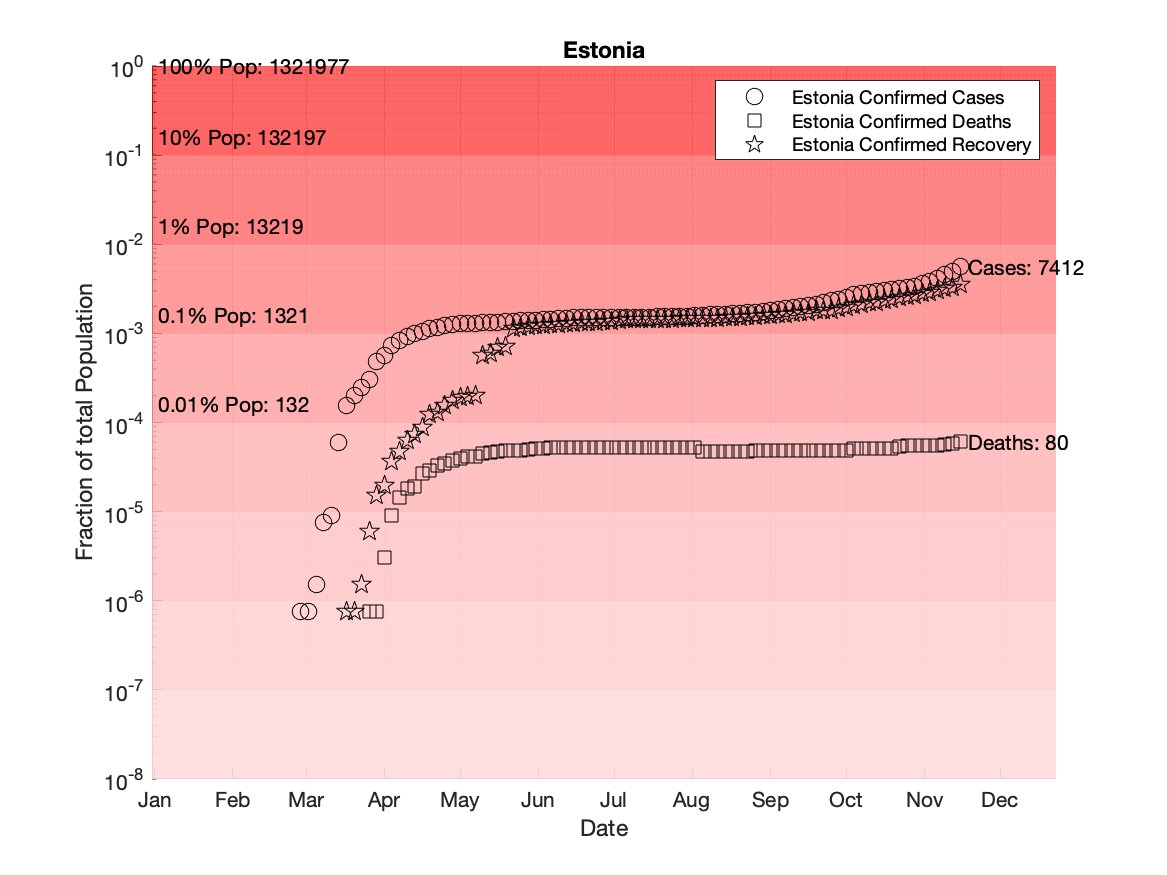 Estonia
10^0
100% Pop: 1321977
Estonia Confirmed Cases
Estonia Confirmed Deaths
Estonia Confirmed Recovery
10% Pop: 132197
10^-1
1% Pop: 13219
10^-2
Cases: 7412
0.1% Pop: 1321
10^-3
0.01% Pop: 132
10^-4
Deaths: 80
10^-5
10^-6
10^-7
10^-8
Fraction of total Population
Jan Feb Mar Apr May Jun Jul Aug Sep Oct Nov Dec
Date